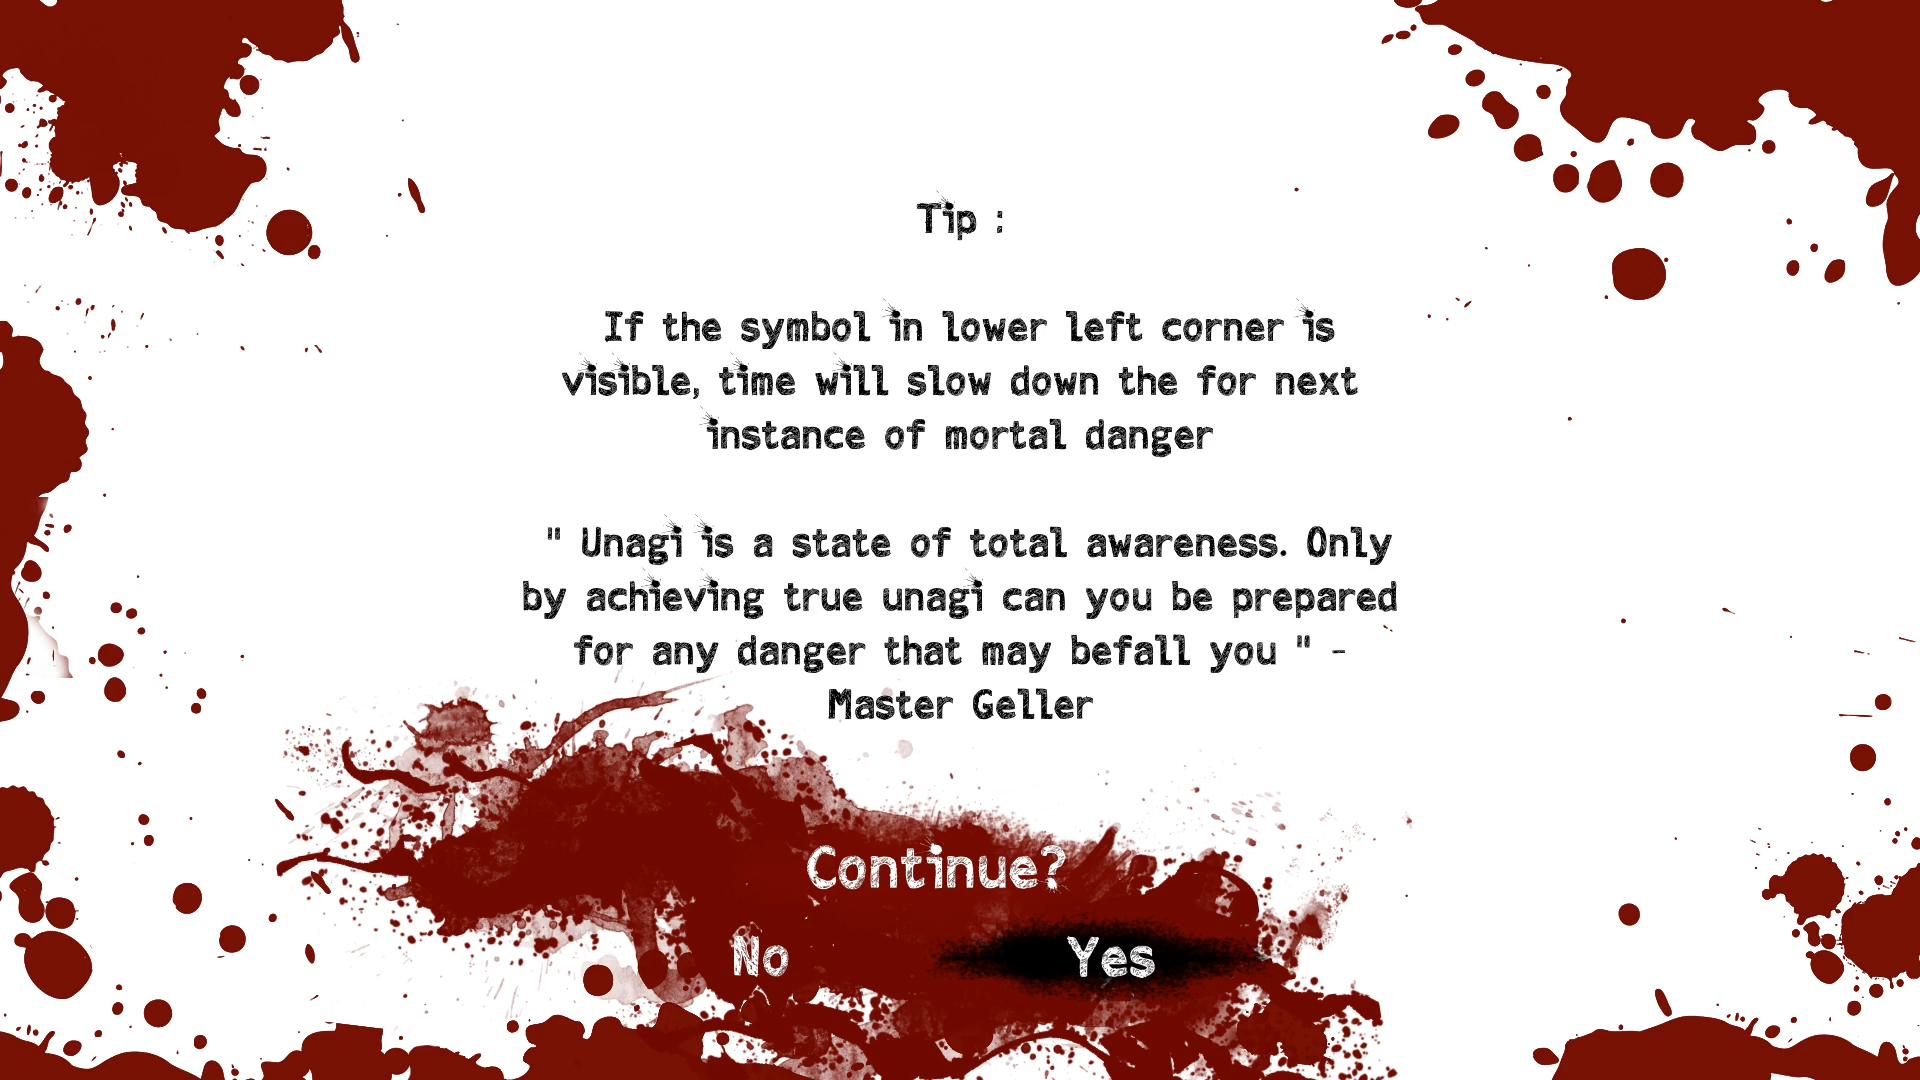 Tip :
If the symbol in lower left corner is
visible, time will slow down the for next
instance of mortal danger
" Unagi is a state of total awareness. Only
by achieving true unagi can you be prepared
for any danger that may befall you " -
Master Geller
Continue?
No Yes